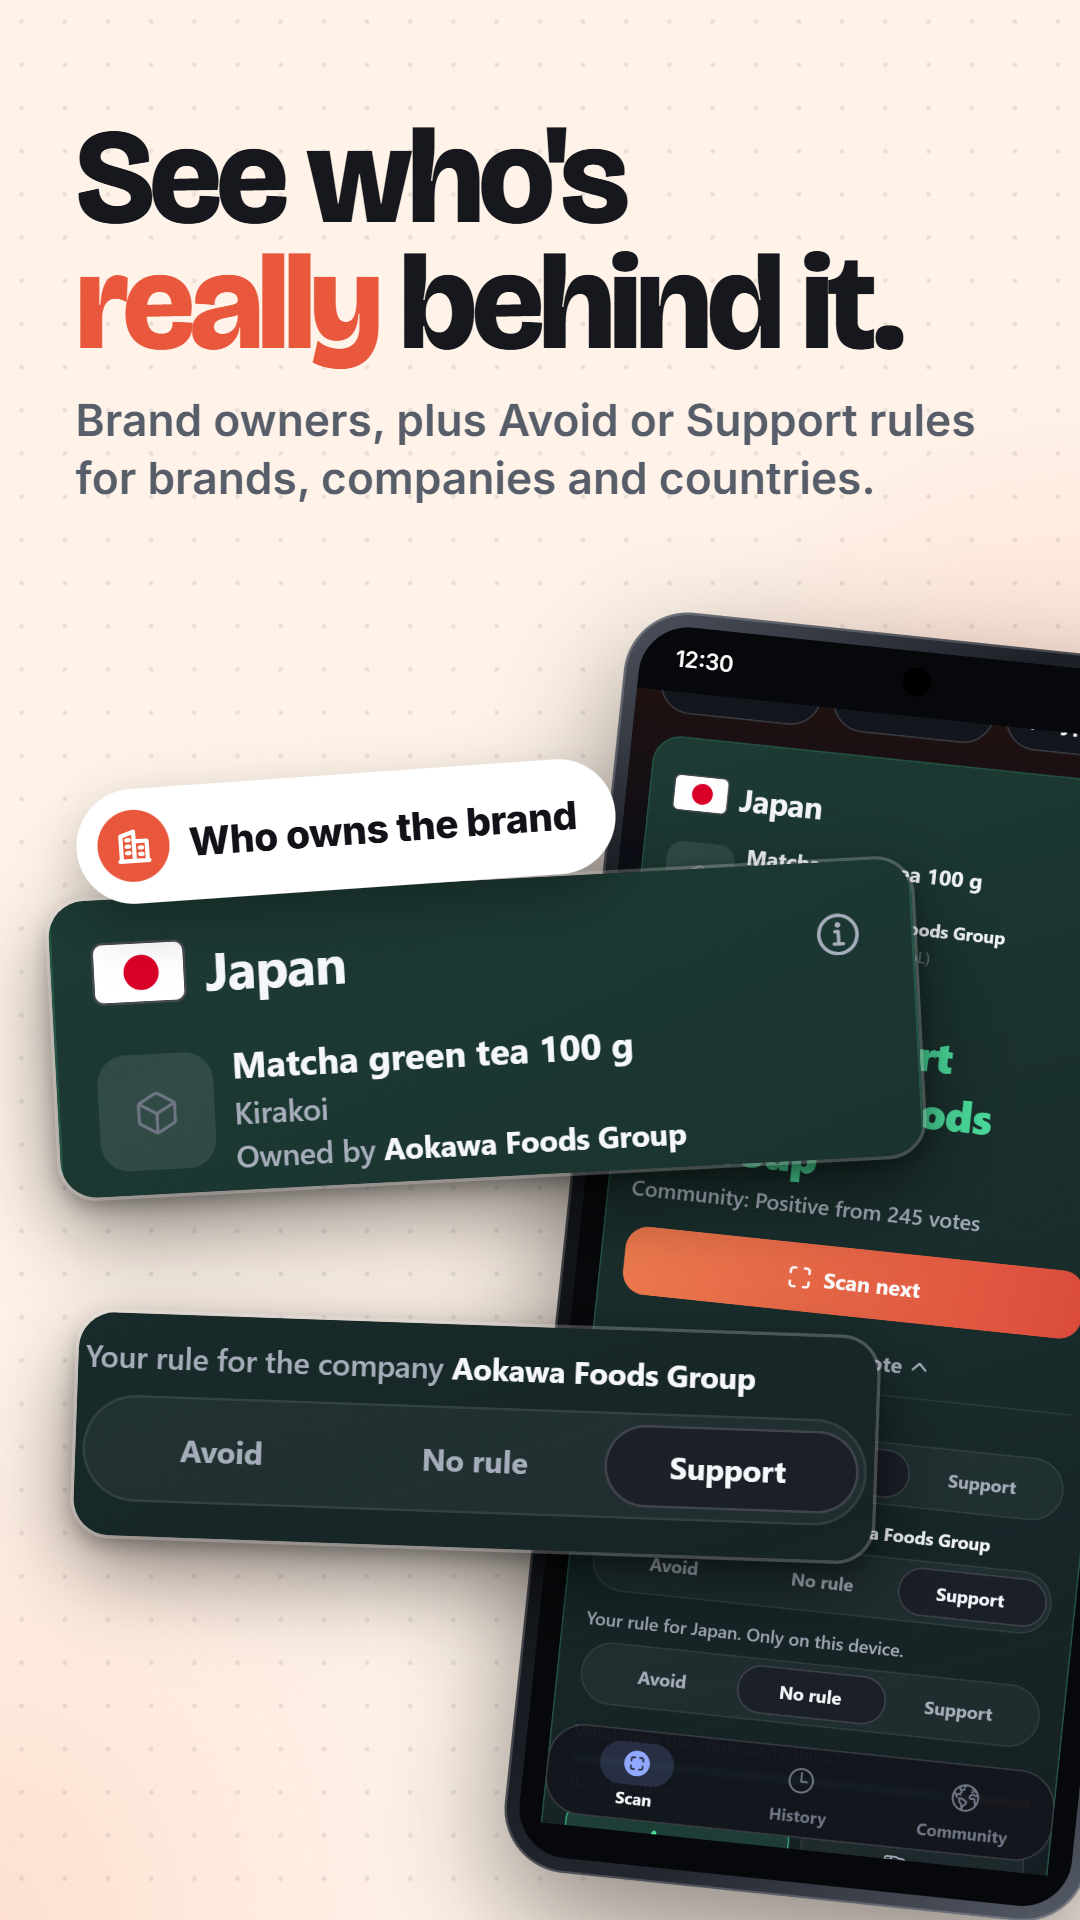 See who's
really behind it.
Brand owners, plus Avoid or Support rules
for brands, companies and countries.
12:30
Japan
Who owns the brand
Japan
Matcha green tea 100 g
Kirakoi
Owned by Aokawa Foods Group
ea 100 g
oods Group
Community: Positive from 245 votes
Scan next
Your rule for the company Aokawa Foods Group
Avoid No rule Support
Support
a Foods Group
Avoid No rule Support
Your rule for Japan. Only on this device.
Avoid No rule Support
Scan History Community